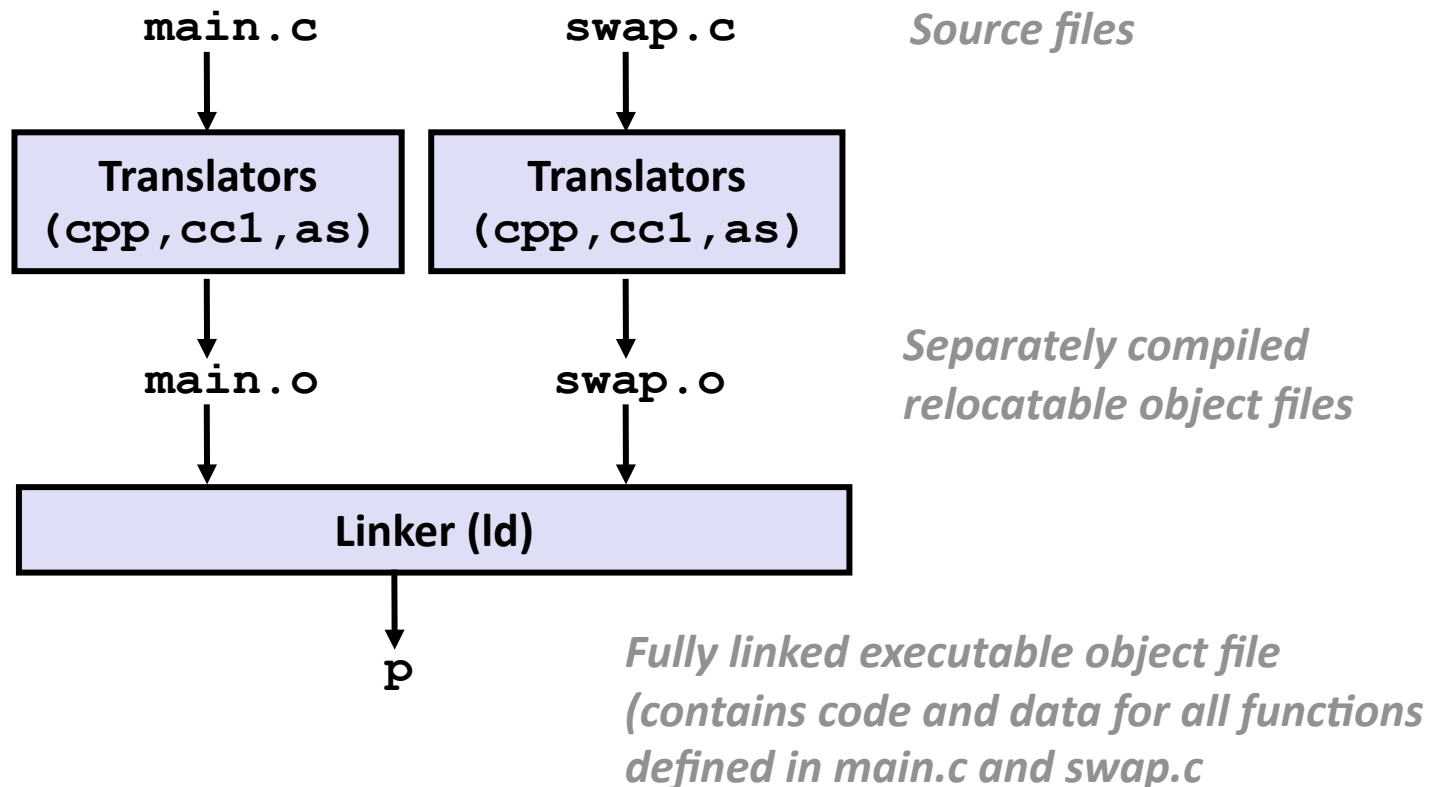 main.c swap.c Source files
Translators Translators
(cpp,cc1,as) (cpp,cc1,as)
main.o swap.o
Separately compiled
relocatable object files
Linker (ld)
p
Fully linked executable object file
(contains code and data for all functions
defined in main.c and swap.c